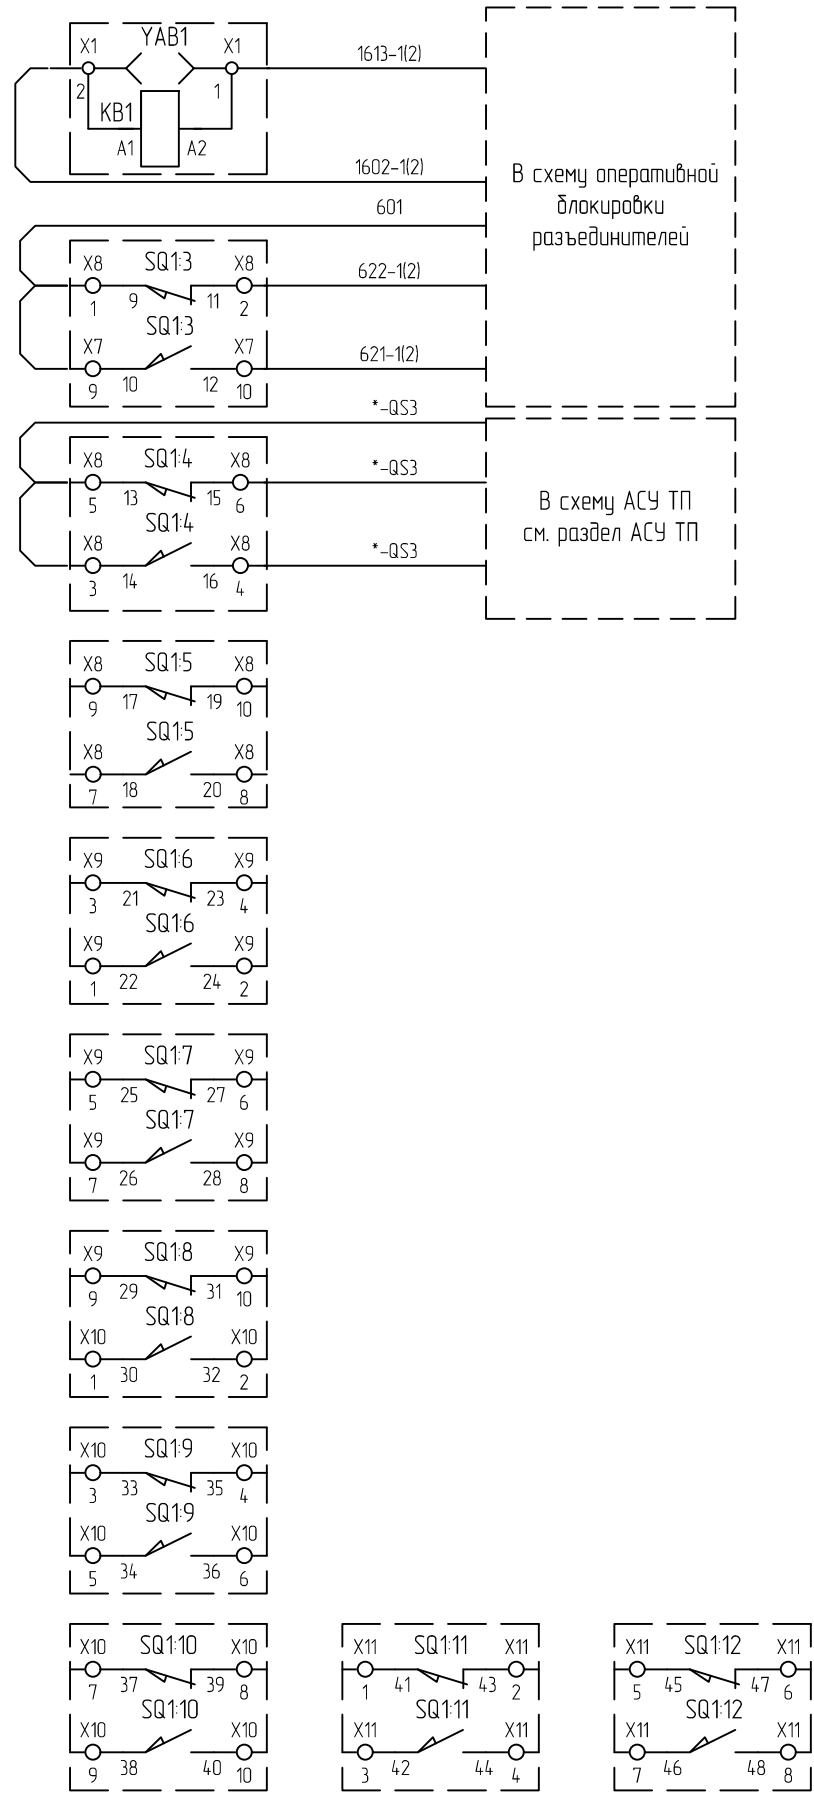 X1 YAB1 X1
2 1
KB1
A1 A2
1613-1(2)
1602-1(2)
601
В схему оперативной
блокировки
разъединителей
X8 SQ1:3 X8
1 9 11 2
622-1(2)
X7 SQ1:3 X7
9 10 12 10
621-1(2)
*-QS3
X8 SQ1:4 X8
5 13 15 6
*-QS3
X8 SQ1:4 X8
3 14 16 4
*-QS3
В схему АСУ ТП
см. раздел АСУ ТП
X8 SQ1:5 X8
9 17 19 10
X8 SQ1:5 X8
7 18 20 8
X9 SQ1:6 X9
3 21 23 4
X9 SQ1:6 X9
1 22 24 2
X9 SQ1:7 X9
5 25 27 6
X9 SQ1:7 X9
7 26 28 8
X9 SQ1:8 X9
9 29 31 10
X10 SQ1:8 X10
1 30 32 2
X10 SQ1:9 X10
3 33 35 4
X10 SQ1:9 X10
5 34 36 6
X10 SQ1:10 X10
7 37 39 8
X10 SQ1:10 X10
9 38 40 10
X11 SQ1:11 X11
1 41 43 2
X11 SQ1:11 X11
3 42 44 4
X11 SQ1:12 X11
5 45 47 6
X11 SQ1:12 X11
7 46 48 8